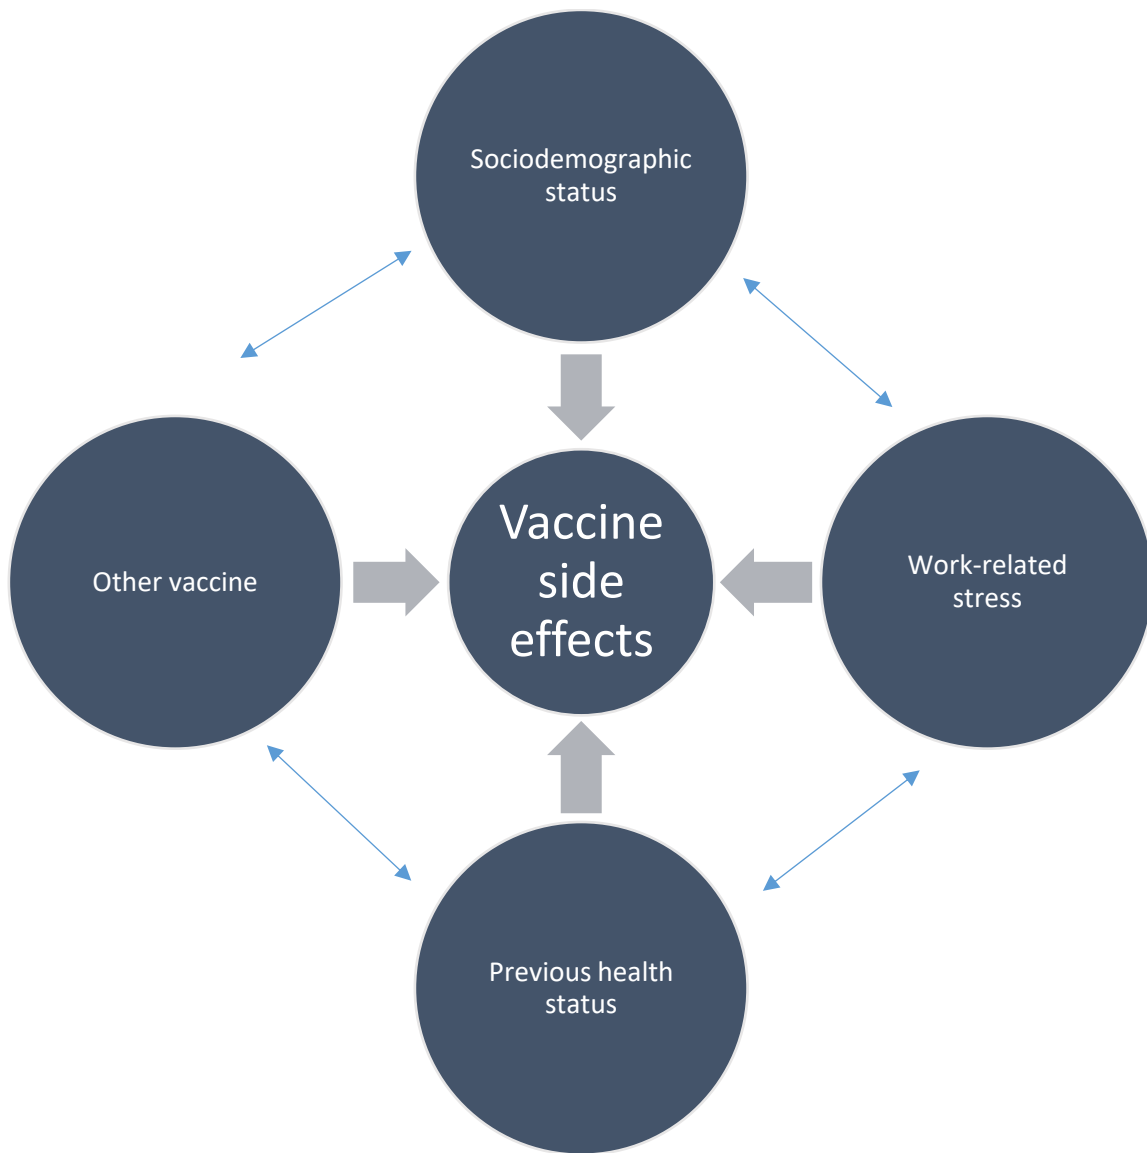 Sociodemographic
status
Other vaccine
Vaccine
side
effects
Work-related
stress
Previous health
status